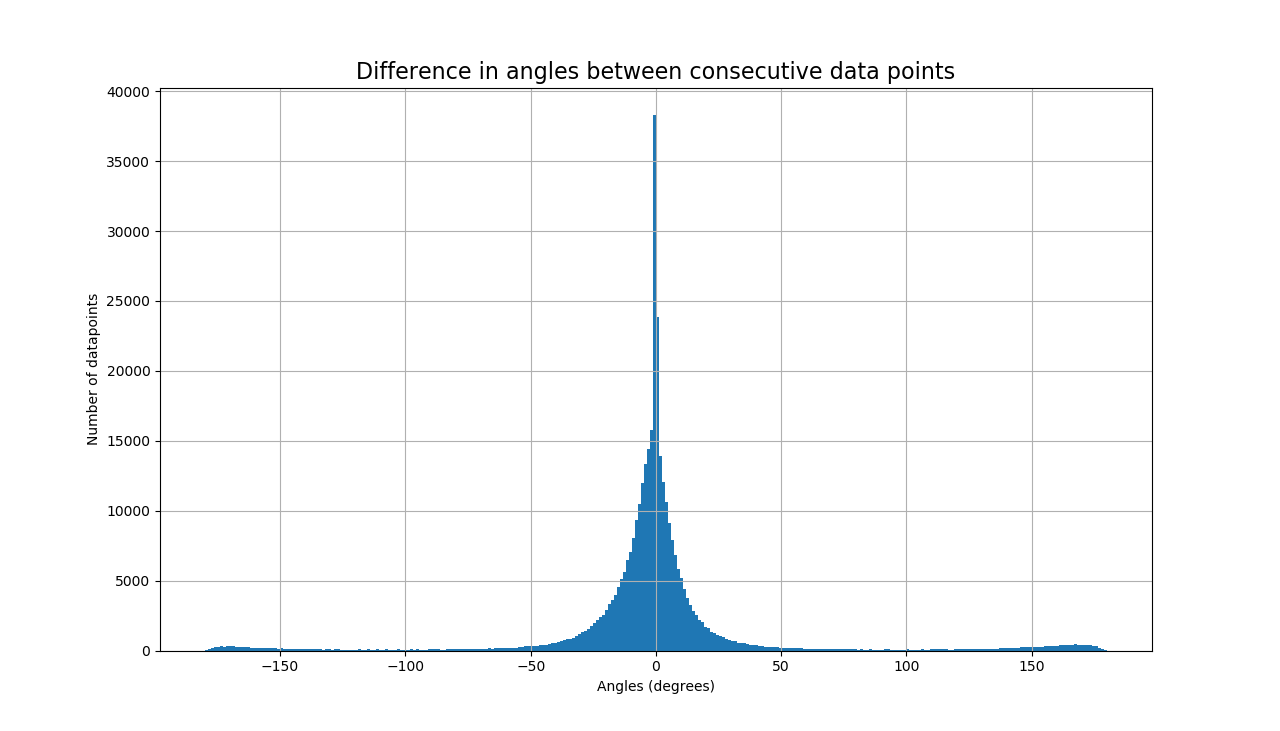 Difference in angles between consecutive data points
40000
35000
30000
25000
20000
15000
10000
5000
0
Number of datapoints
−150 −100 −50 0 50 100 150
Angles (degrees)